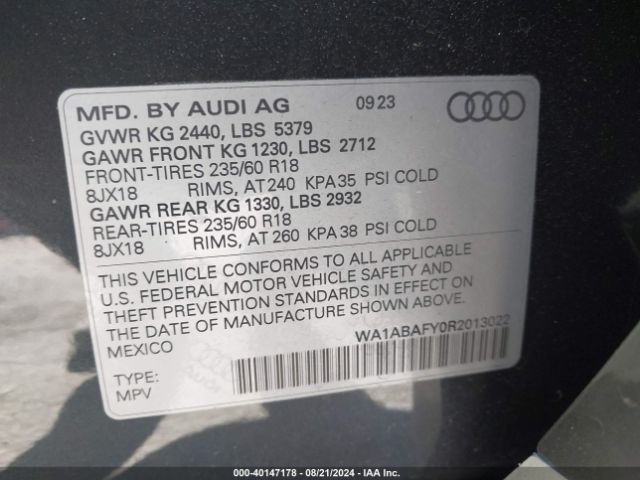 MFD. BY AUDI AG 09 23
GVWR KG 2440, LBS 5379
GAWR FRONT KG 1230, LBS 2712
FRONT-TIRES 235/60 R18
8JX18 RIMS, AT 240 KPA 35 PSI COLD
GAWR REAR KG 1330, LBS 2932
REAR-TIRES 235/60 R18
8JX18 RIMS, AT 260 KPA 38 PSI COLD
THIS VEHICLE CONFORMS TO ALL APPLICABLE
U.S. FEDERAL MOTOR VEHICLE SAFETY AND
THEFT PREVENTION STANDARDS IN EFFECT ON
THE DATE OF MANUFACTURE SHOWN ABOVE.
MEXICO
WA1ABAFY0R2013022
TYPE:
MPV
Audi
000-40147178 - 08/21/2024 - IAA Inc.